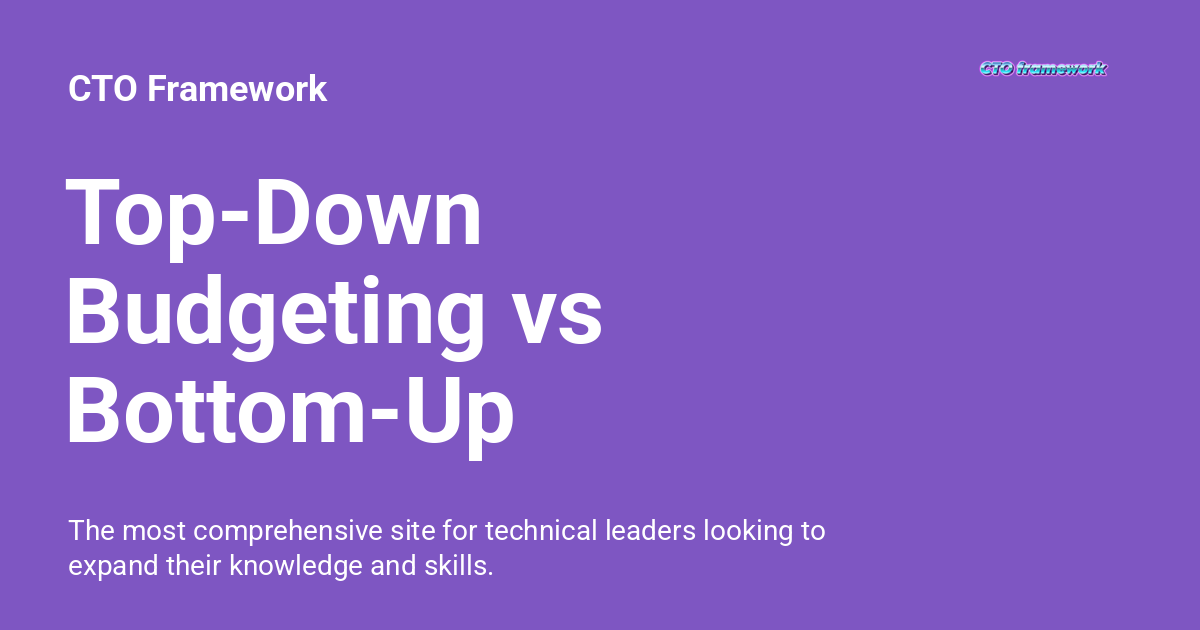 CTO Framework
CTO framework
Top-Down
Budgeting vs
Bottom-Up
The most comprehensive site for technical leaders looking to
expand their knowledge and skills.